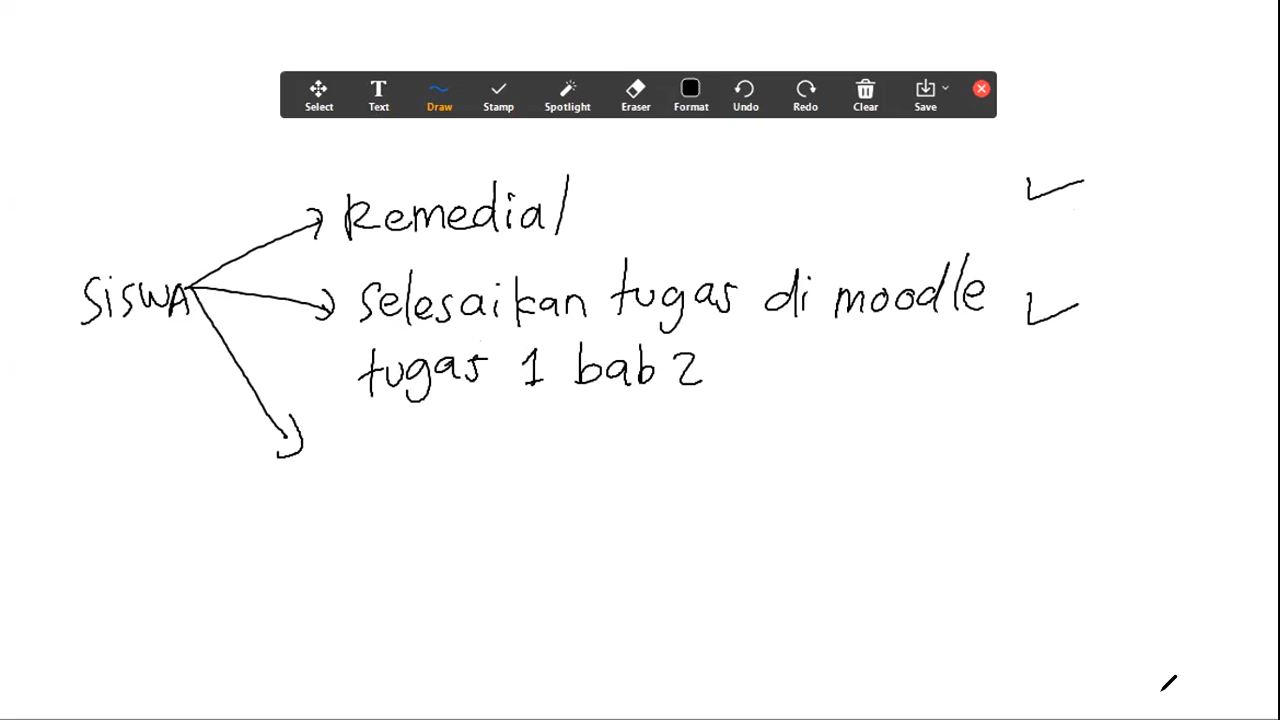 Select Text Draw Stamp Spotlight Eraser Format Undo Redo Clear Save
Remedial
SISWA
Selesaikan tugas di moodle
tugas 1 bab 2